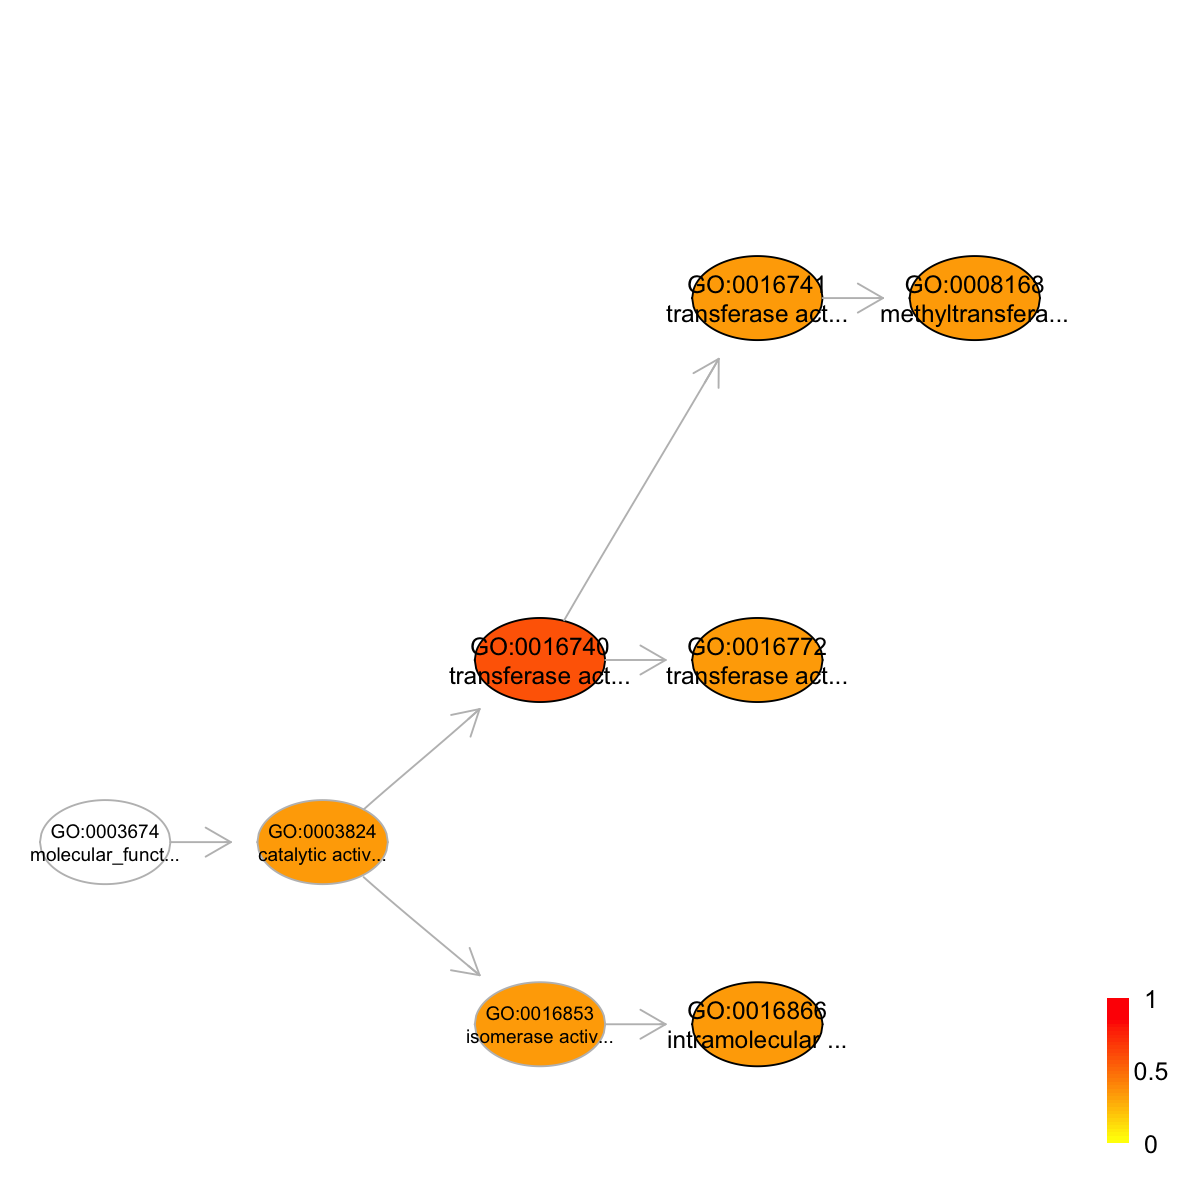 GO:0016741
transferase act...
GO:0008168
methyltransfera...
GO:0016740
transferase act...
GO:0016772
transferase act...
GO:0003674
molecular_funct...
GO:0003824
catalytic activ...
GO:0016853
isomerase activ...
GO:0016866
intramolecular ...
1
0.5
0